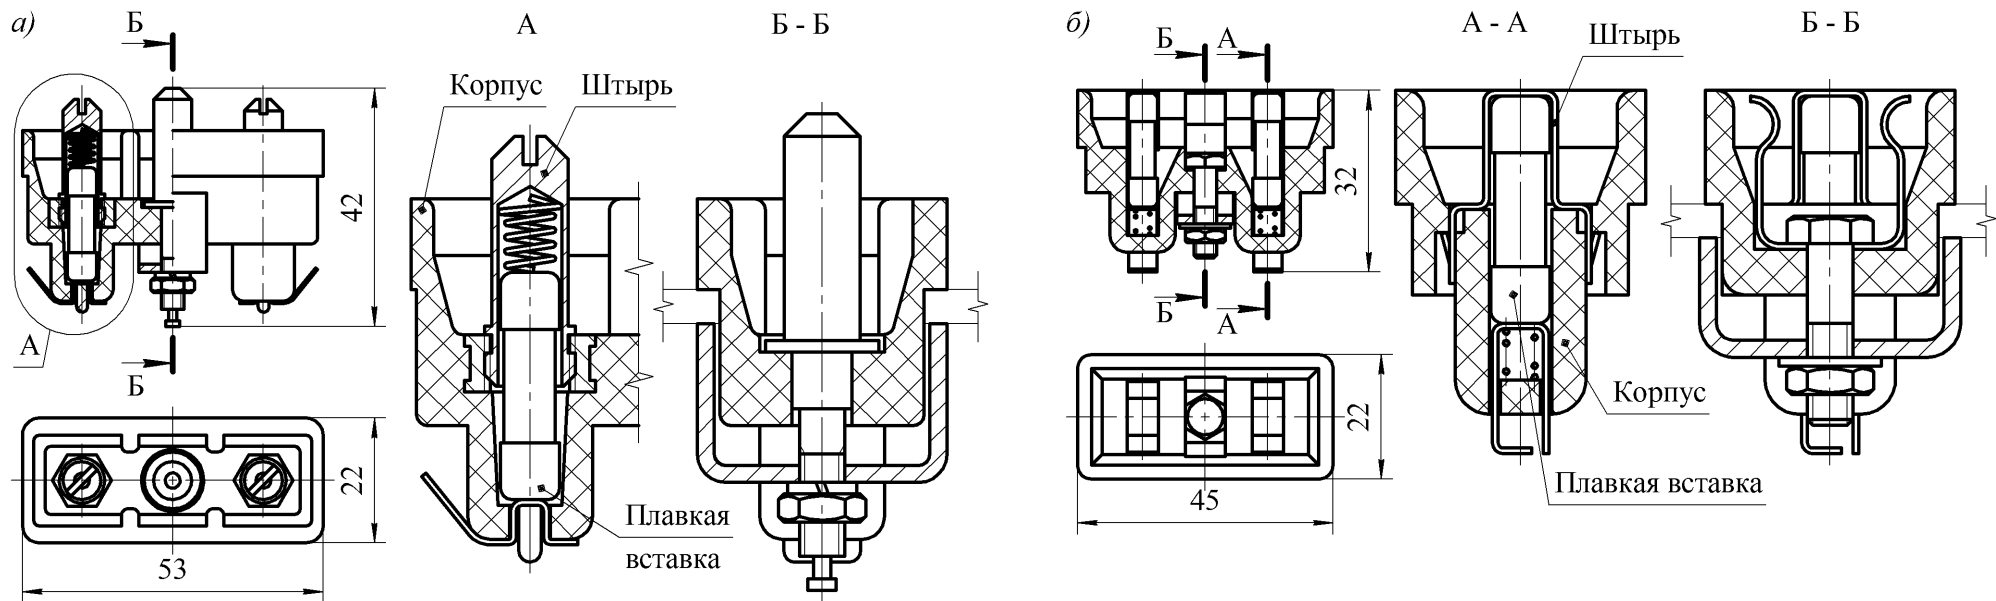 а)
Б
А
Б - Б
Корпус
Штырь
42
А
Б
Плавкая
вставка
22
53
б)
Б
А
А - А
Штырь
Б - Б
32
Б
А
Корпус
Плавкая вставка
22
45